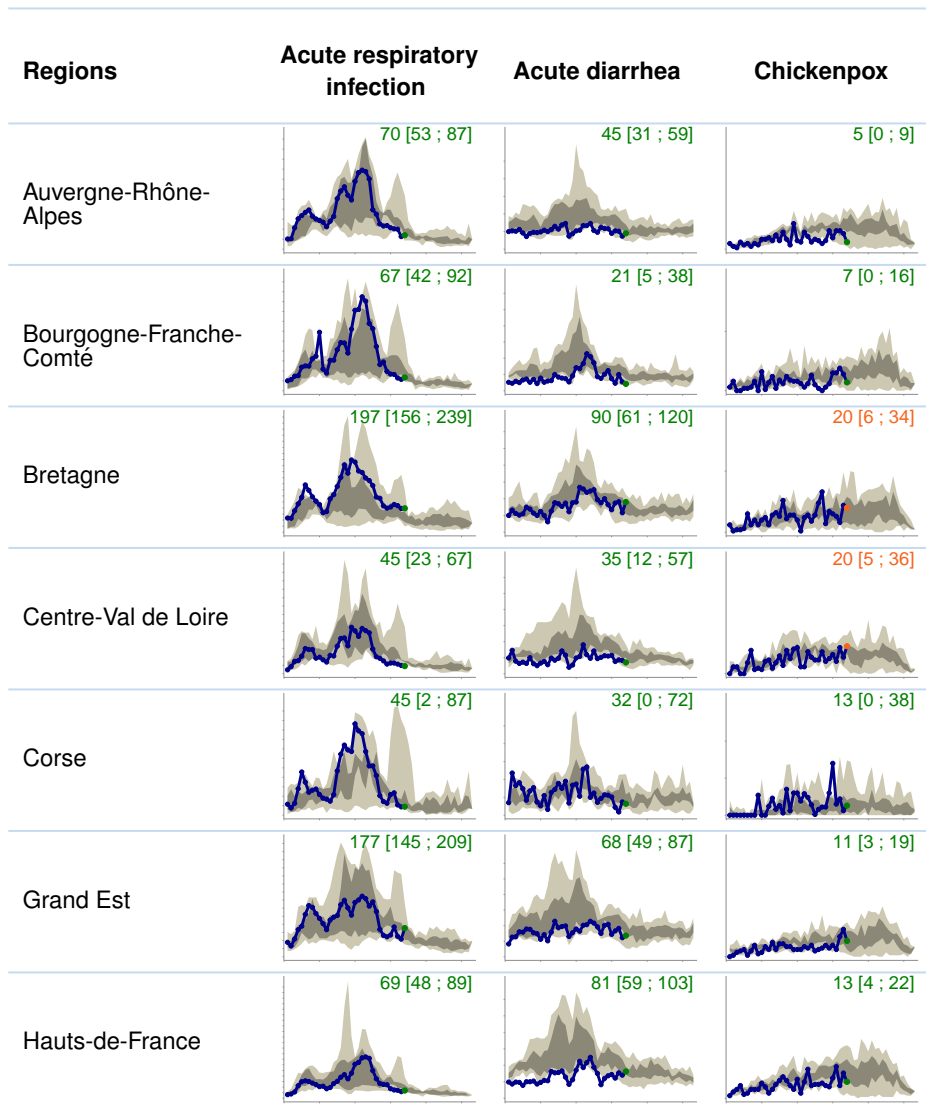 Regions
Acute respiratory
infection
Acute diarrhea
Chickenpox
Auvergne-Rhône-
Alpes
70 [53 ; 87]
45 [31 ; 59]
5 [0 ; 9]
Bourgogne-Franche-
Comté
67 [42 ; 92]
21 [5 ; 38]
7 [0 ; 16]
Bretagne
197 [156 ; 239]
90 [61 ; 120]
20 [6 ; 34]
Centre-Val de Loire
45 [23 ; 67]
35 [12 ; 57]
20 [5 ; 36]
Corse
45 [2 ; 87]
32 [0 ; 72]
13 [0 ; 38]
Grand Est
177 [145 ; 209]
68 [49 ; 87]
11 [3 ; 19]
Hauts-de-France
69 [48 ; 89]
81 [59 ; 103]
13 [4 ; 22]